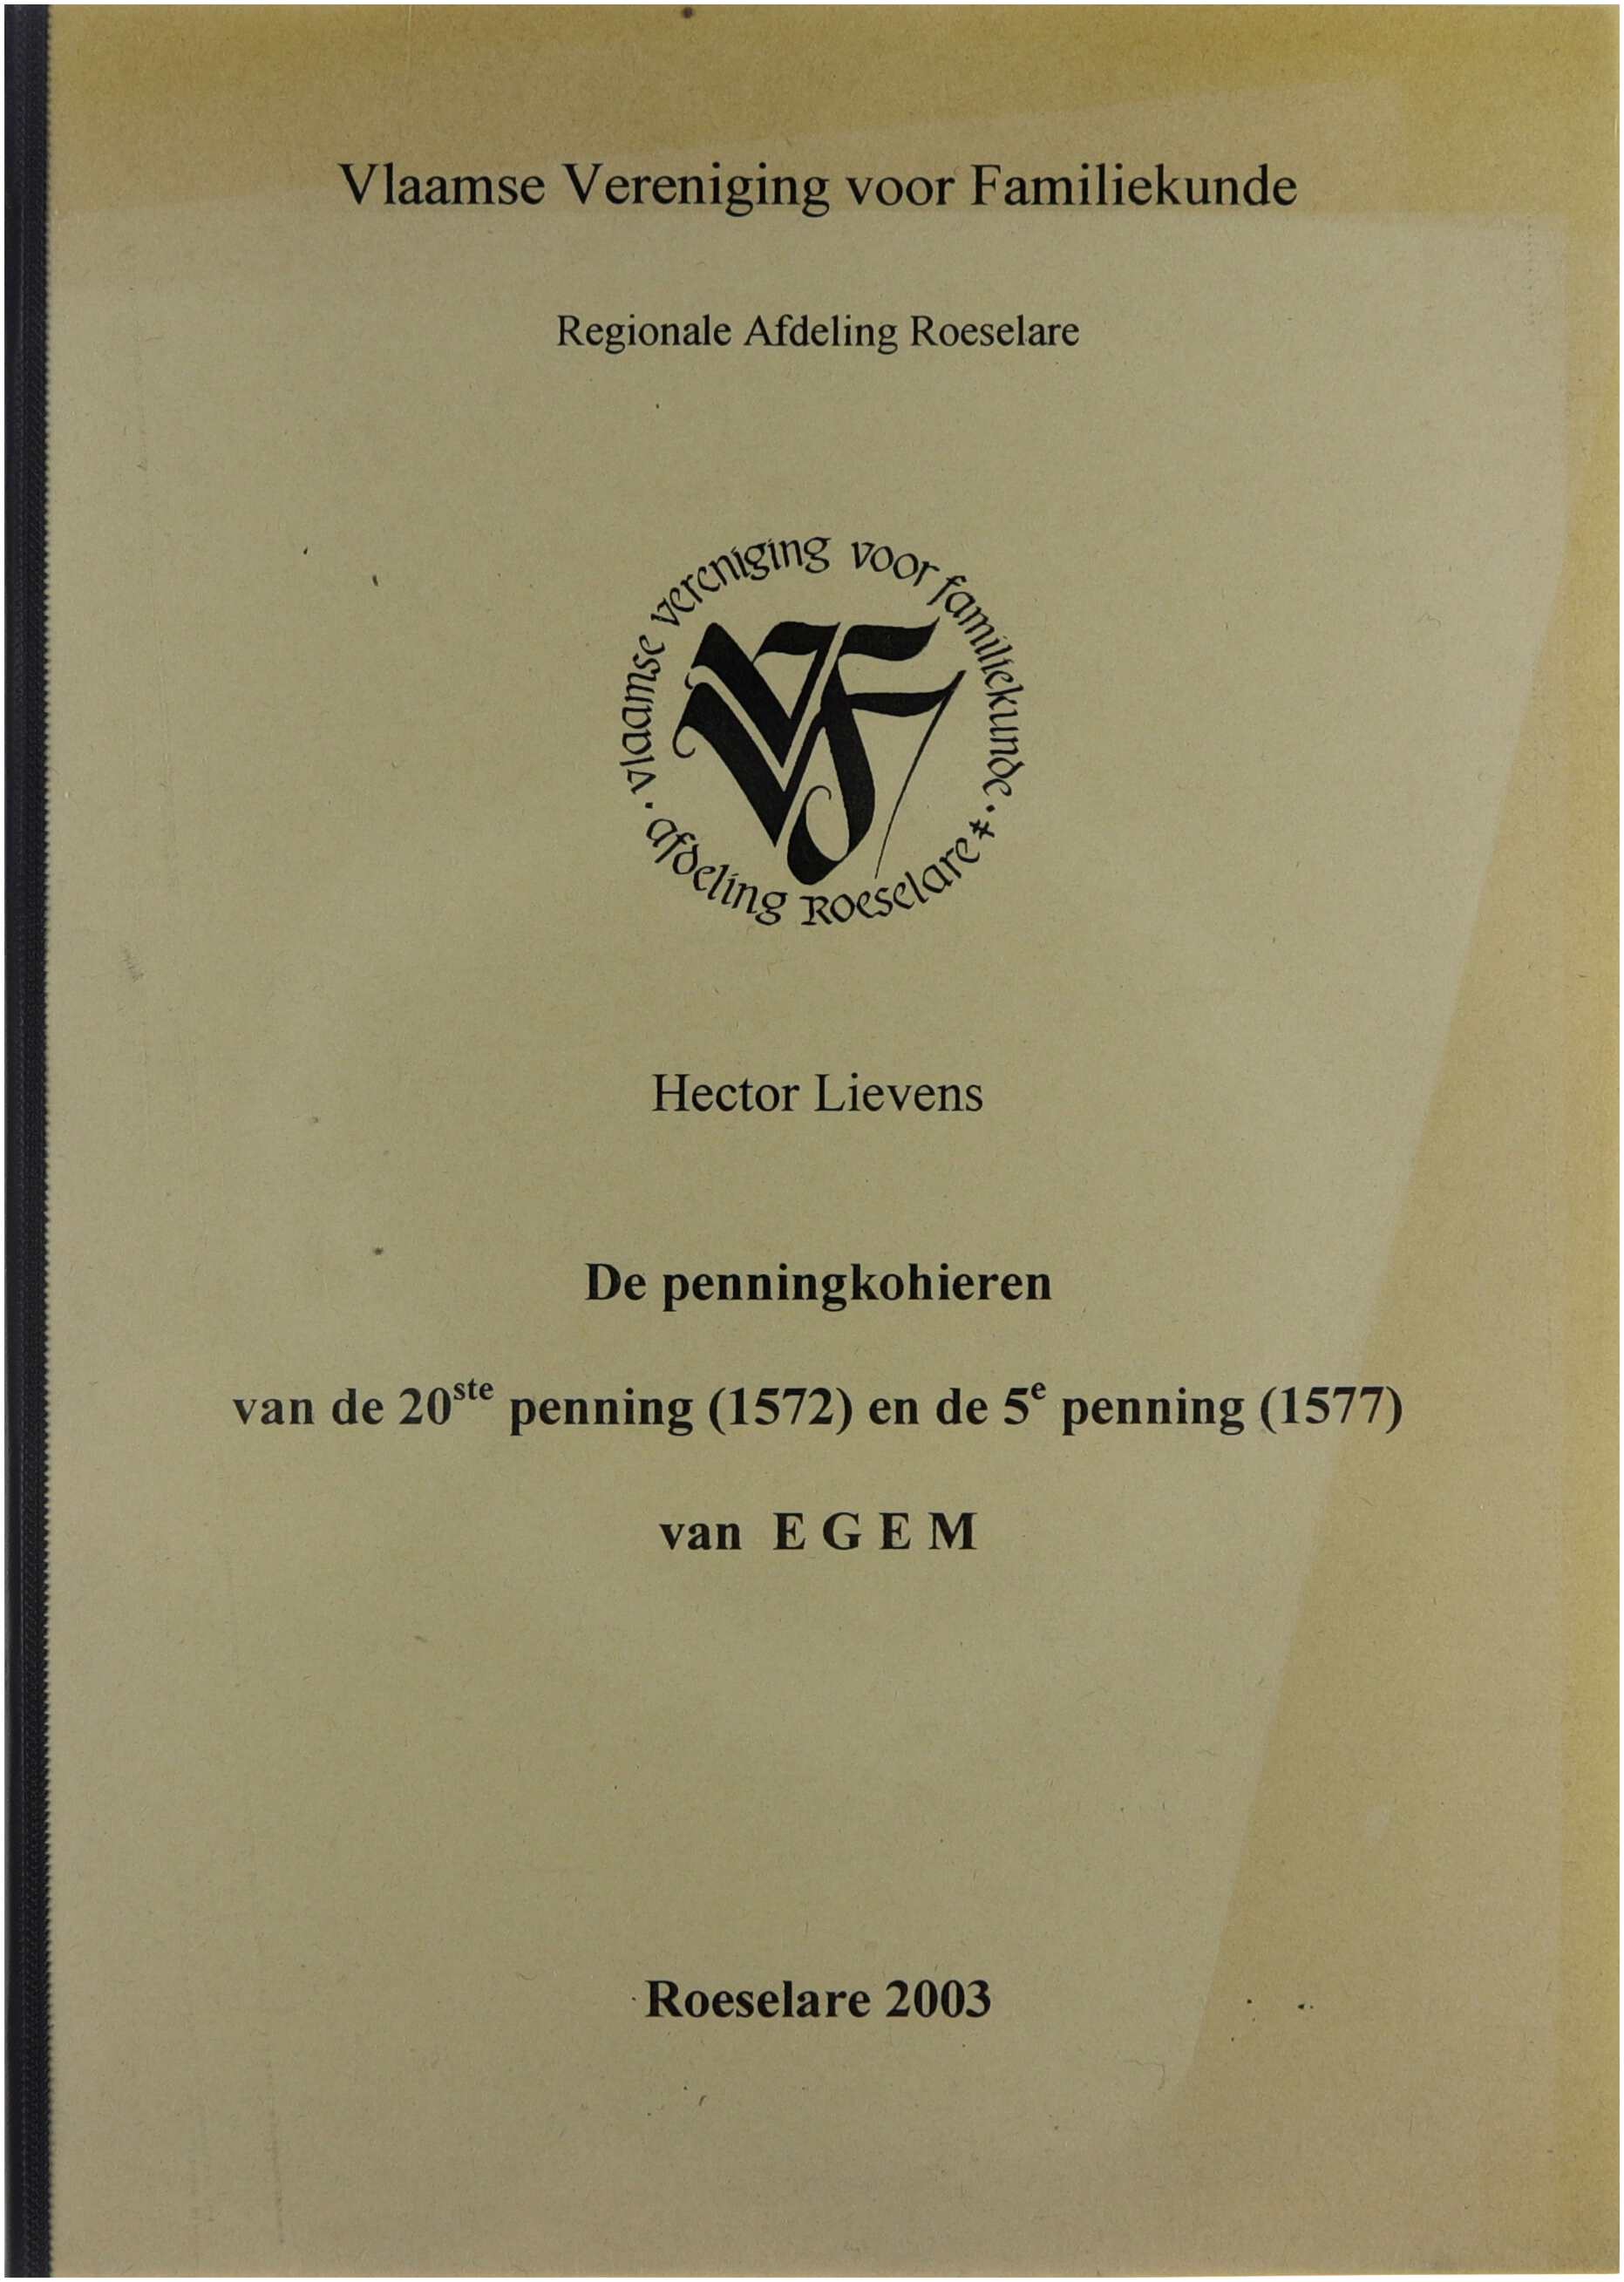 Vlaamse Vereniging voor Familiekunde
Regionale Afdeling Roeselare
vlaamse vereniging voor familiekunde
afdeling Roeselare
VVF
Hector Lievens
De penningkohieren
van de 20ste penning (1572) en de 5e penning (1577)
van E G E M
Roeselare 2003